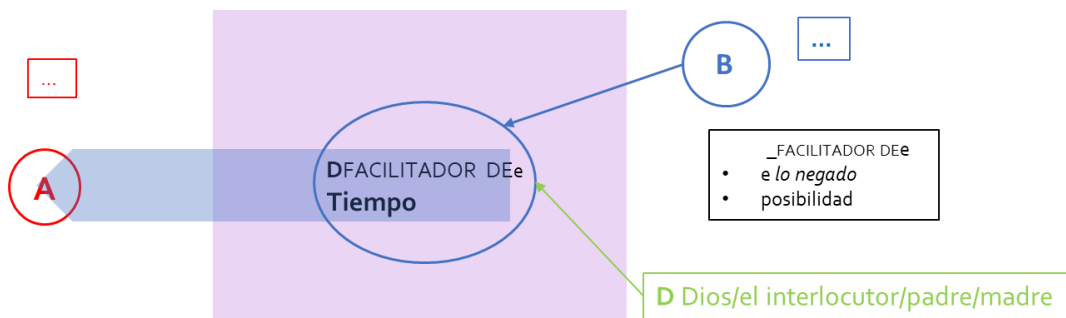 ...
B
...
A
DFACILITADOR DEe
Tiempo
_FACILITADOR DEe
• e lo negado
• posibilidad
D Dios/el interlocutor/padre/madre